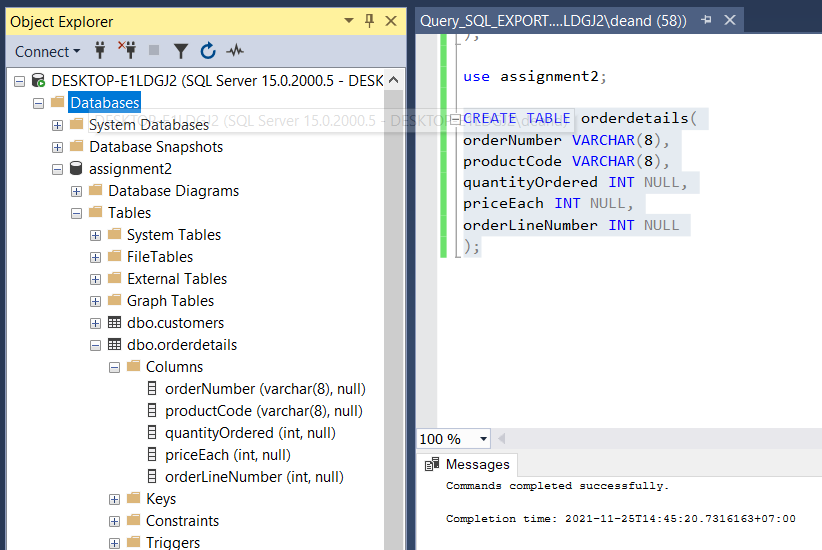 Object Explorer
Connect
DESKTOP-E1LDGJ2 (SQL Server 15.0.2000.5 - DESK
Databases
System Databases
Database Snapshots
assignment2
Database Diagrams
Tables
System Tables
FileTables
External Tables
Graph Tables
dbo.customers
dbo.orderdetails
Columns
orderNumber (varchar(8), null)
productCode (varchar(8), null)
quantityOrdered (int, null)
priceEach (int, null)
orderLineNumber (int, null)
Keys
Constraints
Triggers
Query_SQL_EXPORT....LDGJ2\deand (58))
);
use assignment2;
CREATE TABLE orderdetails(
orderNumber VARCHAR(8),
productCode VARCHAR(8),
quantityOrdered INT NULL,
priceEach INT NULL,
orderLineNumber INT NULL
);
100 %
Messages
Commands completed successfully.
Completion time: 2021-11-25T14:45:20.7316163+07:00